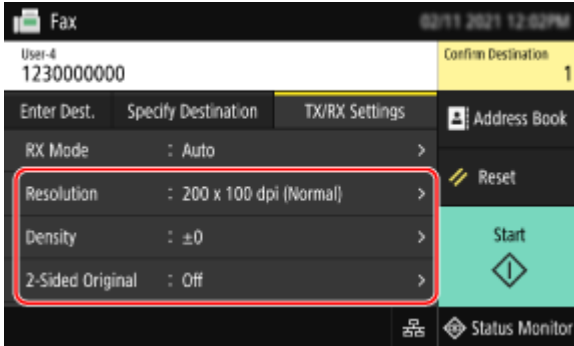 Fax
02/11 2021 12:02PM
User-4
1230000000
Confirm Destination
1
Enter Dest.
Specify Destination
TX/RX Settings
Address Book
RX Mode : Auto >
Resolution : 200 x 100 dpi (Normal) >
Reset
Density : ±0 >
Start
2-Sided Original : Off >
Status Monitor